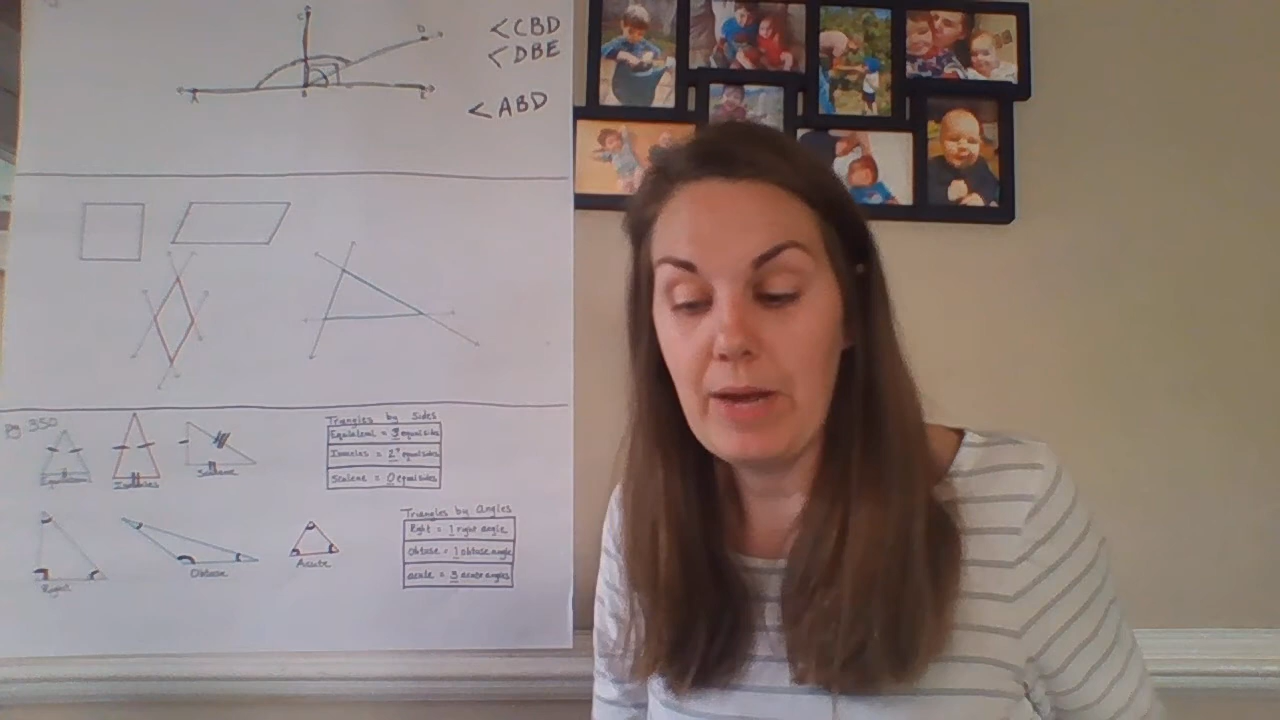 C
D
A
B
E
<CBD
<DBE
<ABD
Pg 350
Isosceles
Scalene
Triangles by Sides
Equilateral = 3 equal sides
Isosceles = 2 equal sides
Scalene = 0 equal sides
Right
Obtuse
Acute
Triangles by Angles
Right = 1 right angle
Obtuse = 1 obtuse angle
acute = 3 acute angles